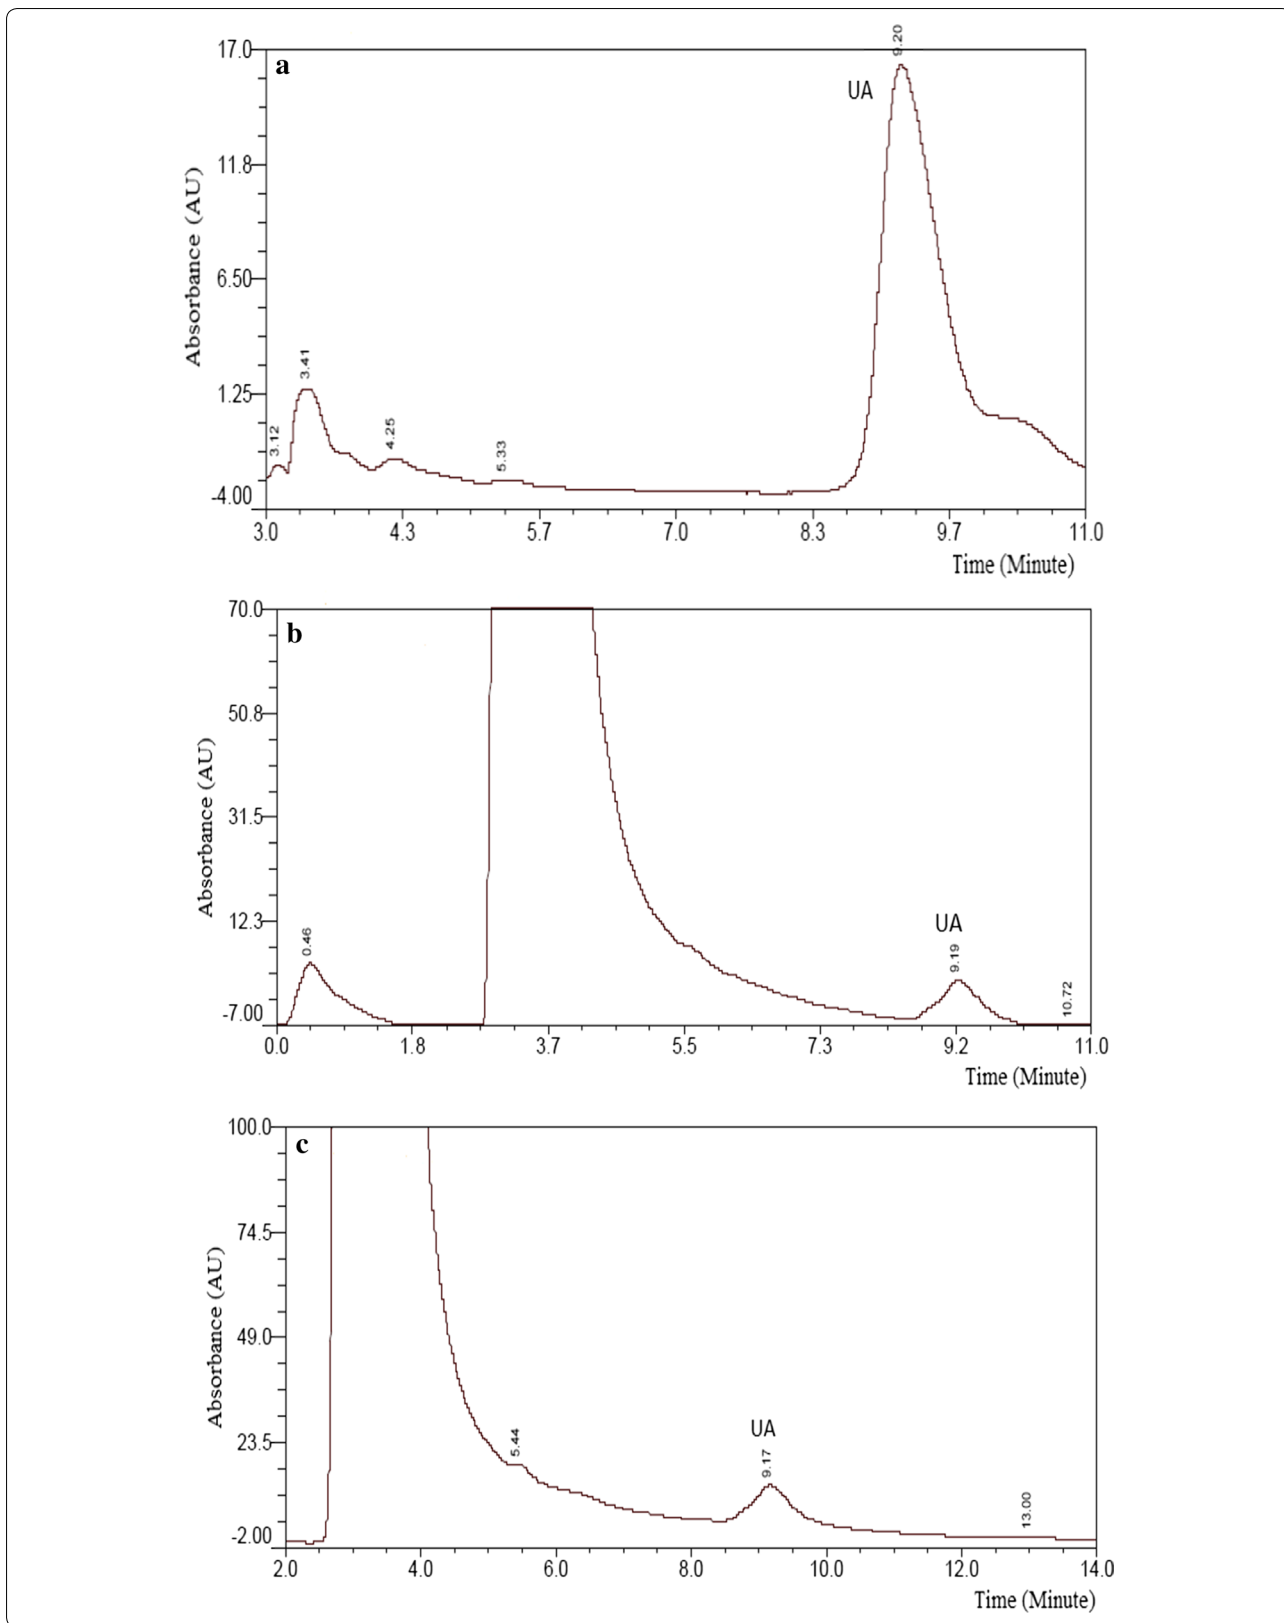 a
17.0
11.8
6.50
1.25
-4.00
Absorbance (AU)
3.12
3.41
4.25
5.33
UA
9.20
3.0 4.3 5.7 7.0 8.3 9.7 11.0
Time (Minute)
b
70.0
50.8
31.5
12.3
-7.00
Absorbance (AU)
0.46
UA
9.19
10.72
0.0 1.8 3.7 5.5 7.3 9.2 11.0
Time (Minute)
c
100.0
74.5
49.0
23.5
-2.00
Absorbance (AU)
5.44
UA
9.17
13.00
2.0 4.0 6.0 8.0 10.0 12.0 14.0
Time (Minute)